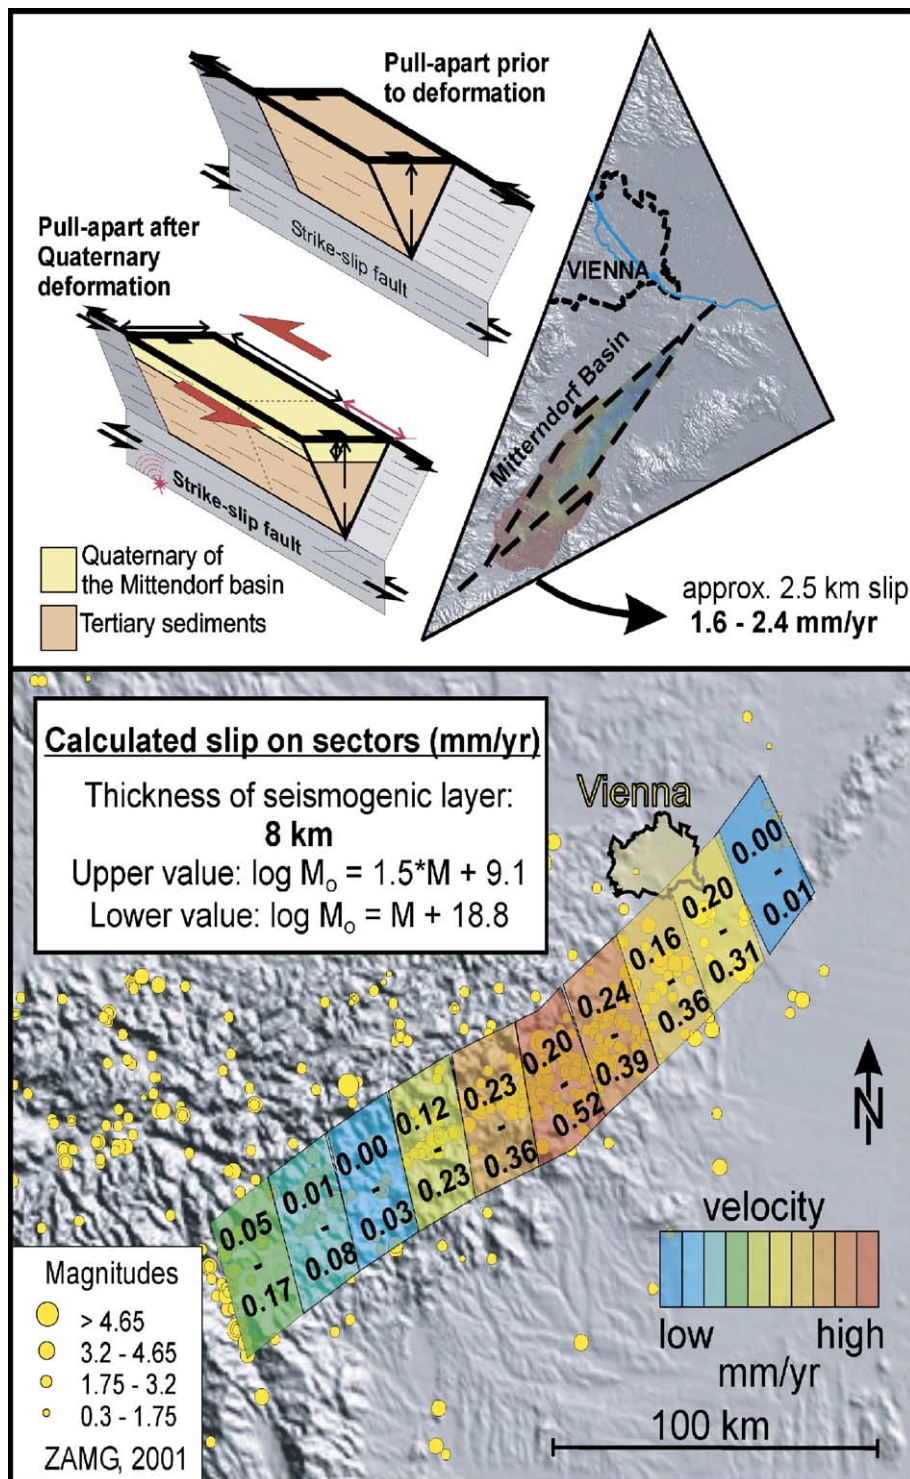 Pull-apart prior
to deformation
Strike-slip fault
Pull-apart after
Quaternary
deformation
Strike-slip fault
Quaternary of
the Mittendorf basin
Tertiary sediments
VIENNA
Mitterndorf Basin
approx. 2.5 km slip
1.6 - 2.4 mm/yr
Calculated slip on sectors (mm/yr)
Thickness of seismogenic layer:
8 km
Upper value: log Mo = 1.5*M + 9.1
Lower value: log Mo = M + 18.8
Vienna
0.05
-
0.17
0.01
-
0.08
0.00
-
0.03
0.12
-
0.23
0.23
-
0.36
0.20
-
0.52
0.24
-
0.39
0.16
-
0.36
0.20
-
0.31
0.00
-
0.01
N
velocity
low high
mm/yr
100 km
Magnitudes
> 4.65
3.2 - 4.65
1.75 - 3.2
0.3 - 1.75
ZAMG, 2001